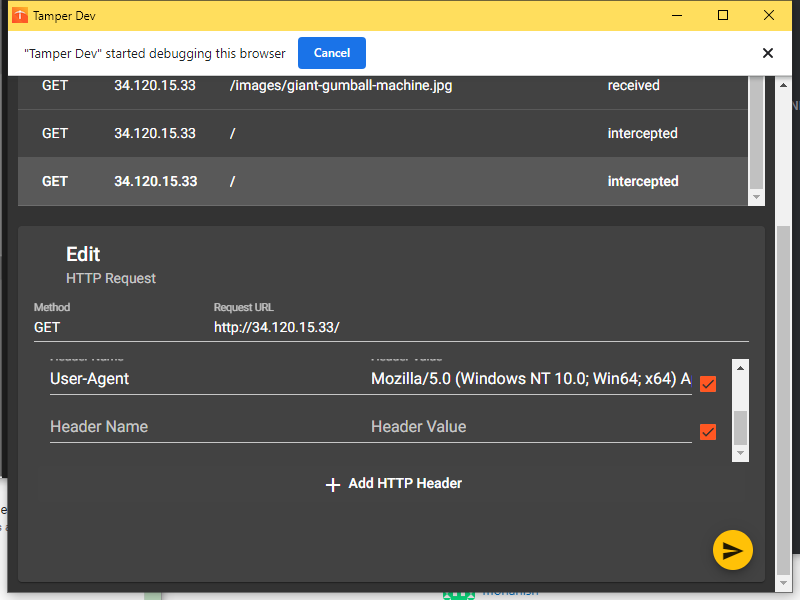 Tamper Dev
"Tamper Dev" started debugging this browser Cancel
GET 34.120.15.33 /images/giant-gumball-machine.jpg received
GET 34.120.15.33 / intercepted
GET 34.120.15.33 / intercepted
Edit
HTTP Request
Method Request URL
GET http://34.120.15.33/
Header Name Header Value
User-Agent Mozilla/5.0 (Windows NT 10.0; Win64; x64) A
Header Name Header Value
Add HTTP Header